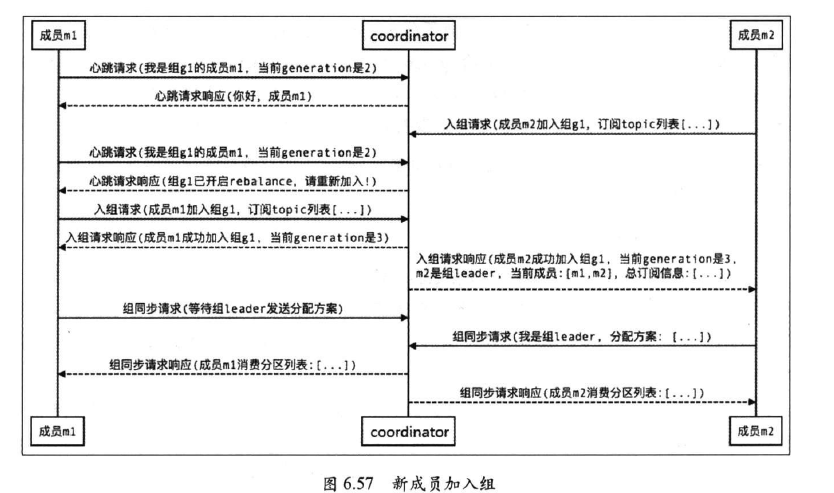 成员m1
coordinator
成员m2
心跳请求(我是组g1的成员m1, 当前generation是2)
心跳请求响应(你好, 成员m1)
入组请求(成员m2加入组g1, 订阅topic列表[...])
心跳请求(我是组g1的成员m1, 当前generation是2)
心跳请求响应(组g1已开启rebalance, 请重新加入!)
入组请求(成员m1加入组g1, 订阅topic列表[...])
入组请求响应(成员m1成功加入组g1, 当前generation是3)
入组请求响应(成员m2成功加入组g1, 当前generation是3,
m2是组leader, 当前成员:[m1,m2], 总订阅信息:[...])
组同步请求(等待组leader发送分配方案)
组同步请求(我是组leader, 分配方案: [...])
组同步请求响应(成员m1消费分区列表:[...])
组同步请求响应(成员m2消费分区列表:[...])
成员m1
coordinator
成员m2
图 6.57 新成员加入组